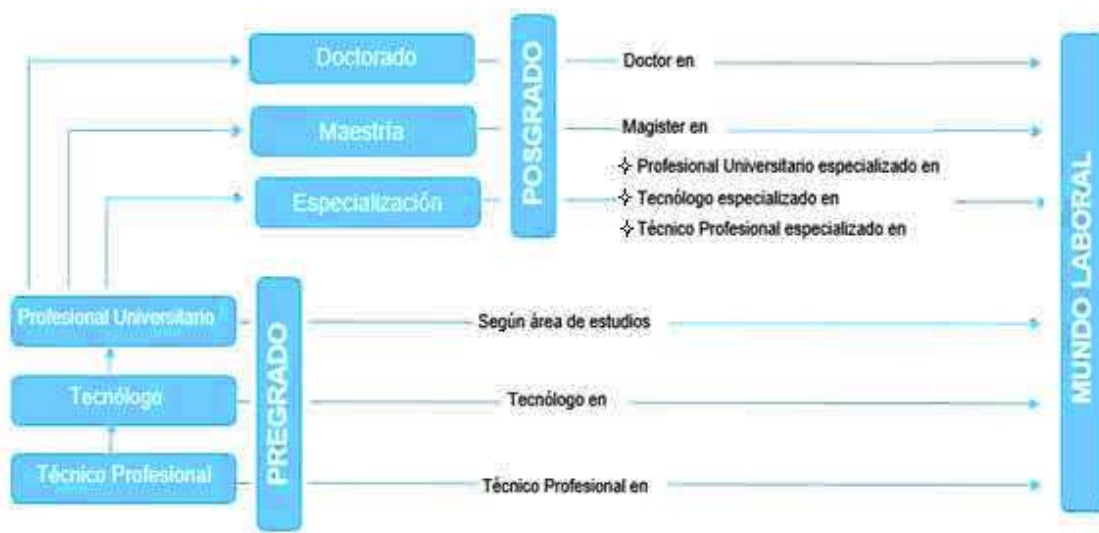 Doctorado
Doctor en
Maestría
Magister en
Especialización
Profesional Universitario especializado en
Tecnólogo especializado en
Técnico Profesional especializado en
POSGRADO
Profesional Universitario
Según área de estudios
Tecnólogo
Tecnólogo en
Técnico Profesional
Técnico Profesional en
PREGRADO
MUNDO LABORAL